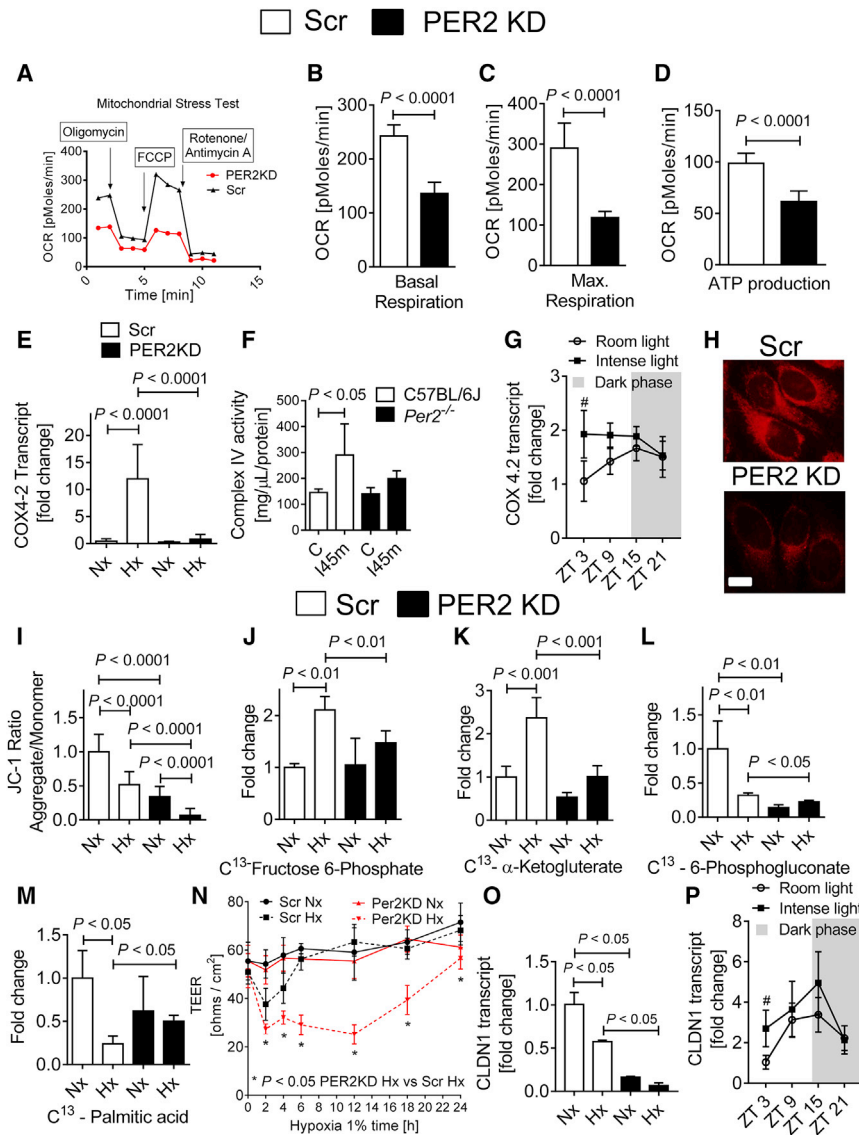 Scr PER2 KD
A
Mitochondrial Stress Test
Oligomycin
FCCP
Rotenone/
Antimycin A
PER2KD
Scr
OCR [pMoles/min]
400
300
200
100
0
0 5 10 15
Time [min]
B
P < 0.0001
OCR [pMoles/min]
300
200
100
0
Basal
Respiration
C
P < 0.0001
OCR [pMoles/min]
400
300
200
100
0
Max.
Respiration
D
P < 0.0001
OCR [pMoles/min]
150
100
50
0
ATP production
E
Scr
PER2KD
P < 0.0001
P < 0.0001
COX4-2 Transcript
[fold change]
20
15
10
5
0
Nx Hx Nx Hx
F
P < 0.05
C57BL/6J
Per2-/-
Complex IV activity
[mg/µL/protein]
500
400
300
200
100
0
C I45m C I45m
G
Room light
Intense light
Dark phase
#
COX 4.2 transcript
[fold change]
3
2
1
0
ZT 3 ZT 9 ZT 15 ZT 21
H
Scr
PER2 KD
Scr PER2 KD
I
P < 0.0001
P < 0.0001
P < 0.0001
P < 0.0001
JC-1 Ratio
Aggregate/Monomer
1.5
1.0
0.5
0.0
Nx Hx Nx Hx
J
P < 0.01
P < 0.01
Fold change
2
1
0
Nx Hx Nx Hx
C13-Fructose 6-Phosphate
K
P < 0.001
P < 0.001
Fold change
3
2
1
0
Nx Hx Nx Hx
C13- α-Ketogluterate
L
P < 0.01
P < 0.01
P < 0.05
Fold change
1.5
1.0
0.5
0.0
Nx Hx Nx Hx
C13 - 6-Phosphogluconate
M
P < 0.05
P < 0.05
Fold change
1.5
1.0
0.5
0.0
Nx Hx Nx Hx
C13 - Palmitic acid
N
Scr Nx Per2KD Nx
Scr Hx Per2KD Hx
TEER
[ohms / cm2]
80
60
40
20
0
* * * * * *
* P < 0.05 PER2KD Hx vs Scr Hx
0 2 4 6 8 10 12 14 16 18 20 22 24
Hypoxia 1% time [h]
O
P < 0.05
P < 0.05
P < 0.05
CLDN1 transcript
[fold change]
1.5
1.0
0.5
0.0
Nx Hx Nx Hx
P
Room light
Intense light
Dark phase
#
CLDN1 transcript
[fold change]
8
6
4
2
0
ZT 3 ZT 9 ZT 15 ZT 21